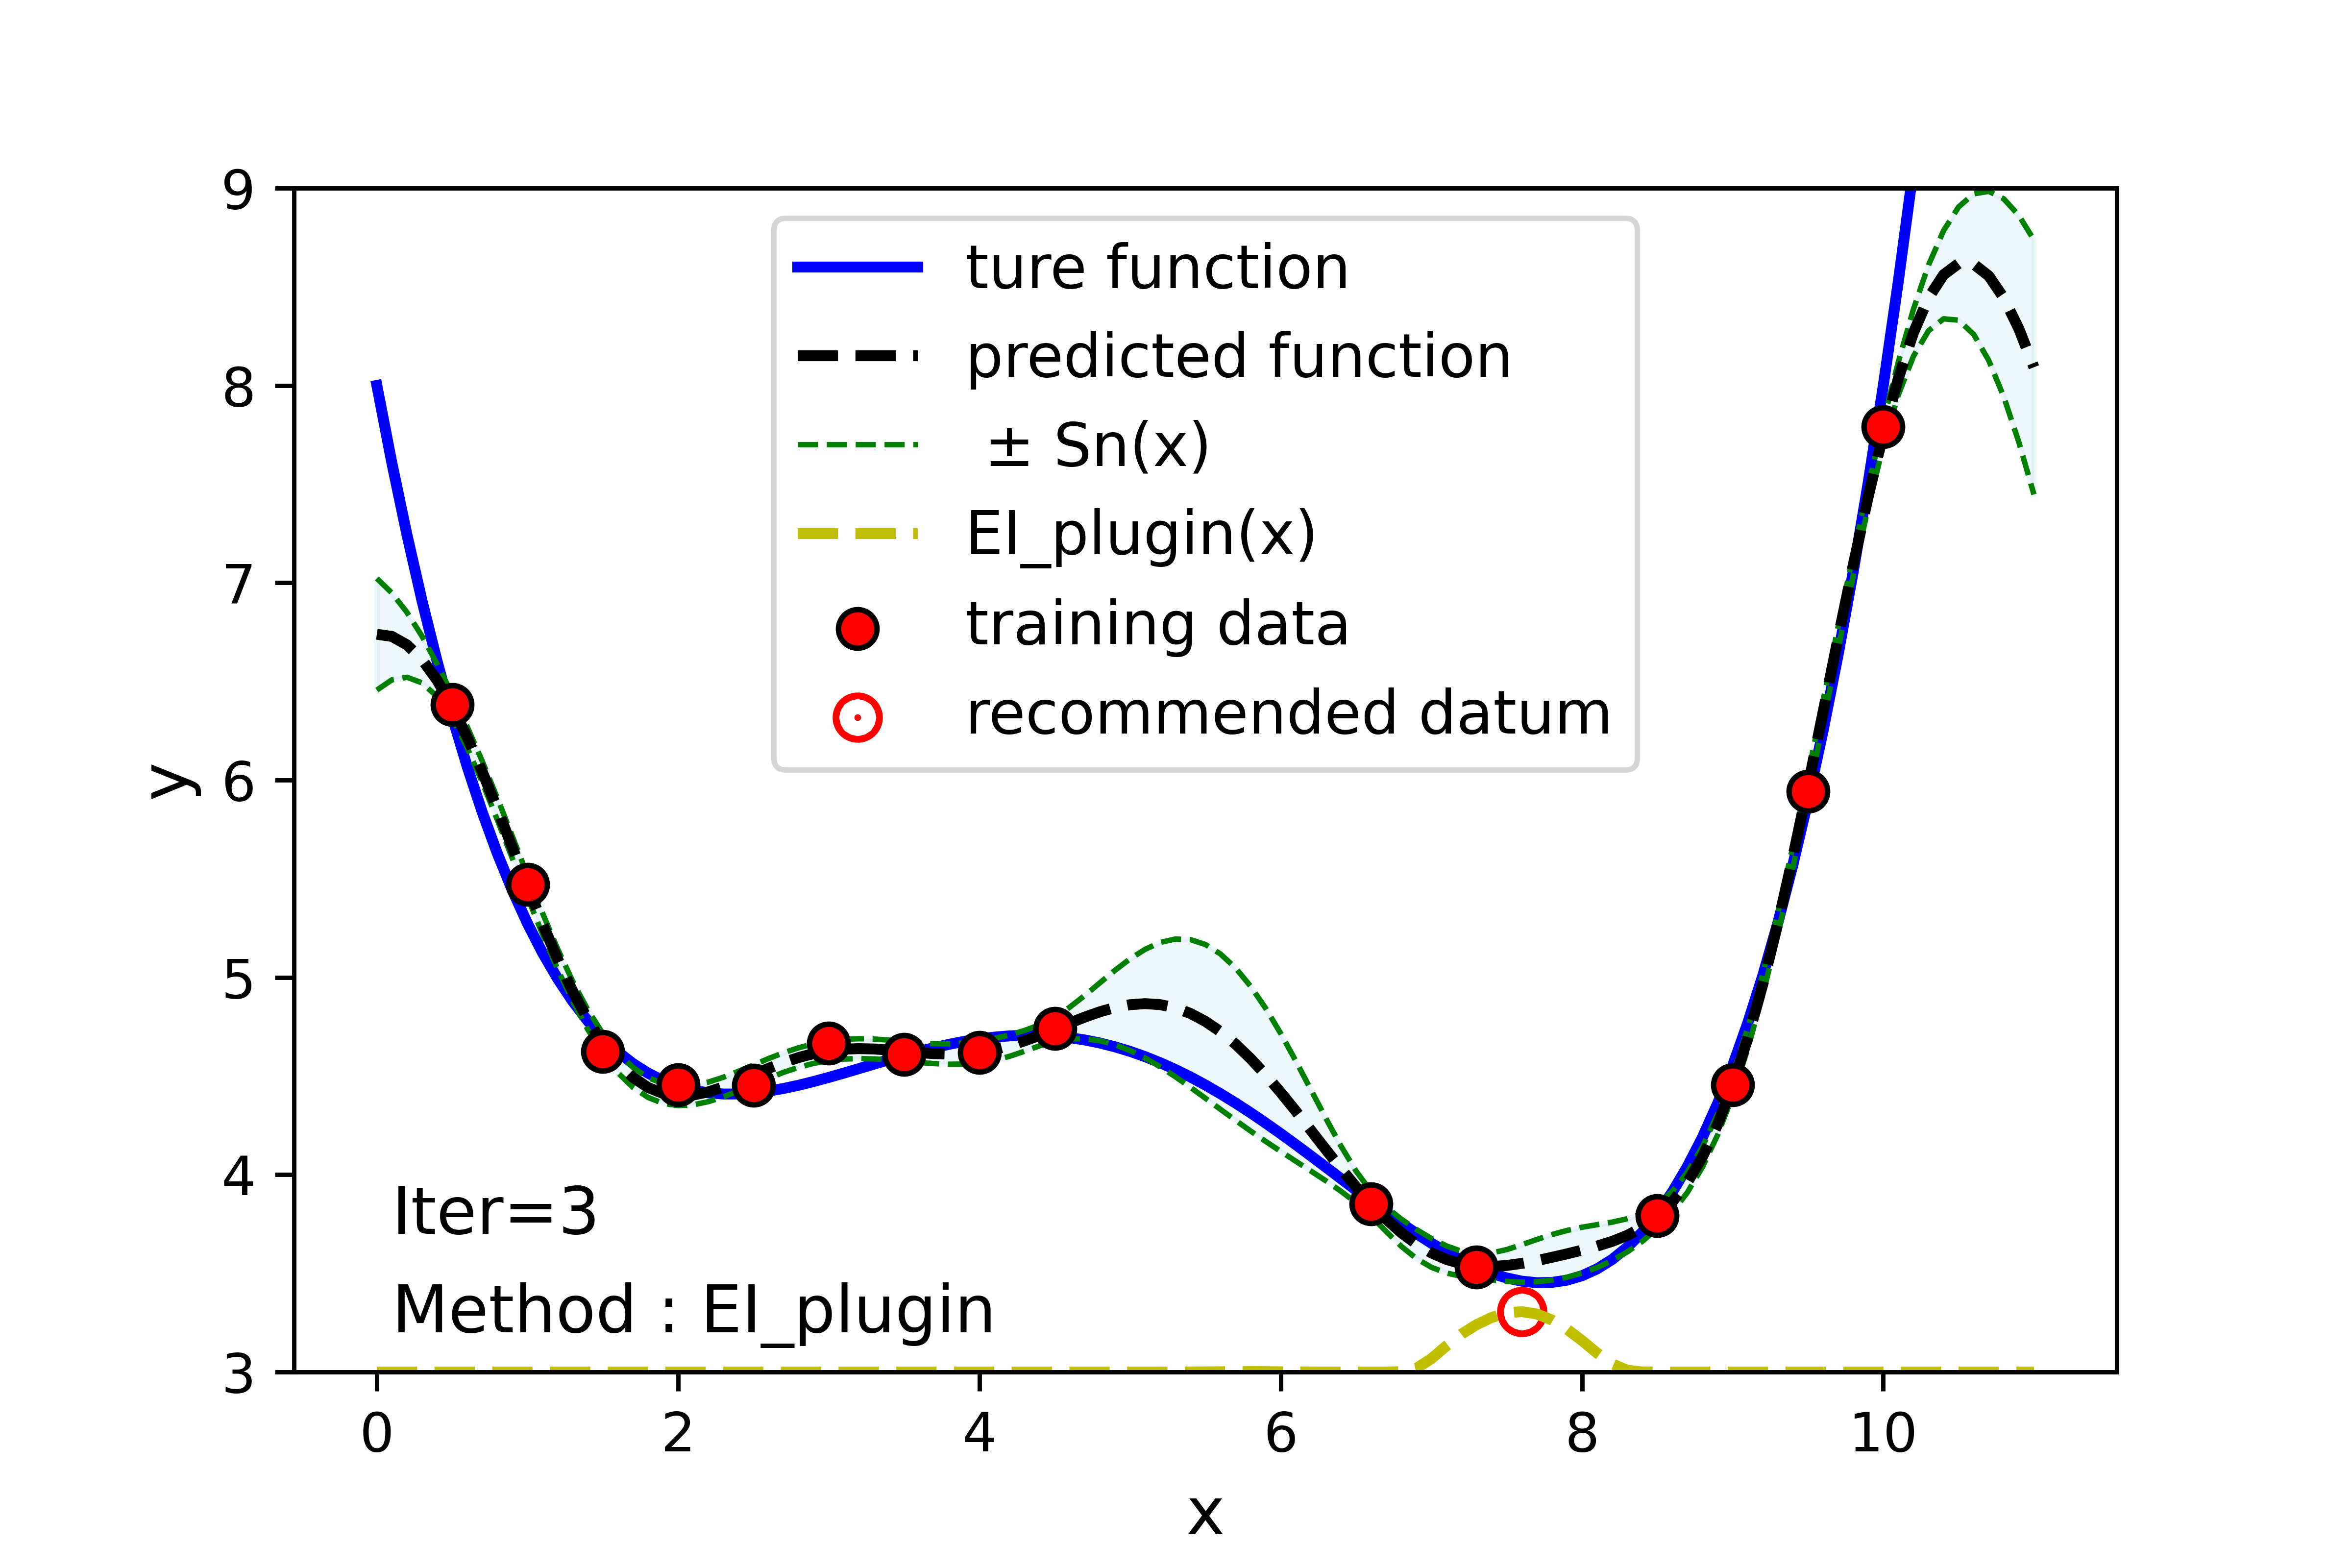 9
8
7
6
5
4
3
y
ture function
predicted function
± Sn(x)
EI_plugin(x)
training data
recommended datum
Iter=3
Method : EI_plugin
0 2 4 6 8 10
x